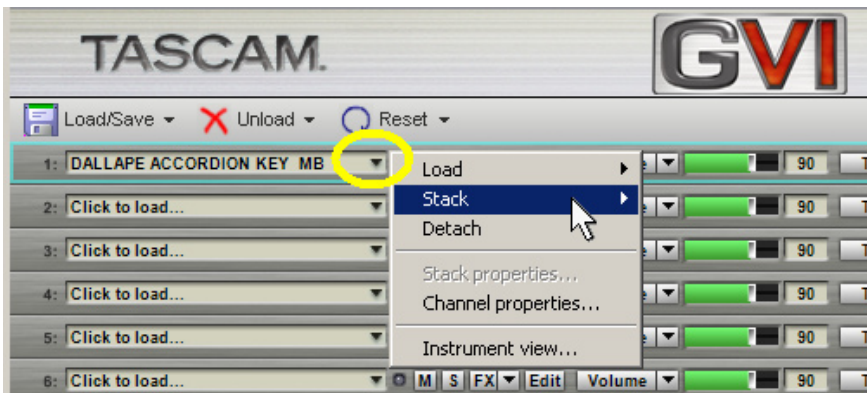 TASCAM. GVI
Load/Save Unload Reset
1: DALLAPE ACCORDION KEY MB 90
2: Click to load... 90
3: Click to load... 90
4: Click to load... 90
5: Click to load... 90
6: Click to load... M S FX Edit Volume 90
Load
Stack
Detach
Stack properties...
Channel properties...
Instrument view...